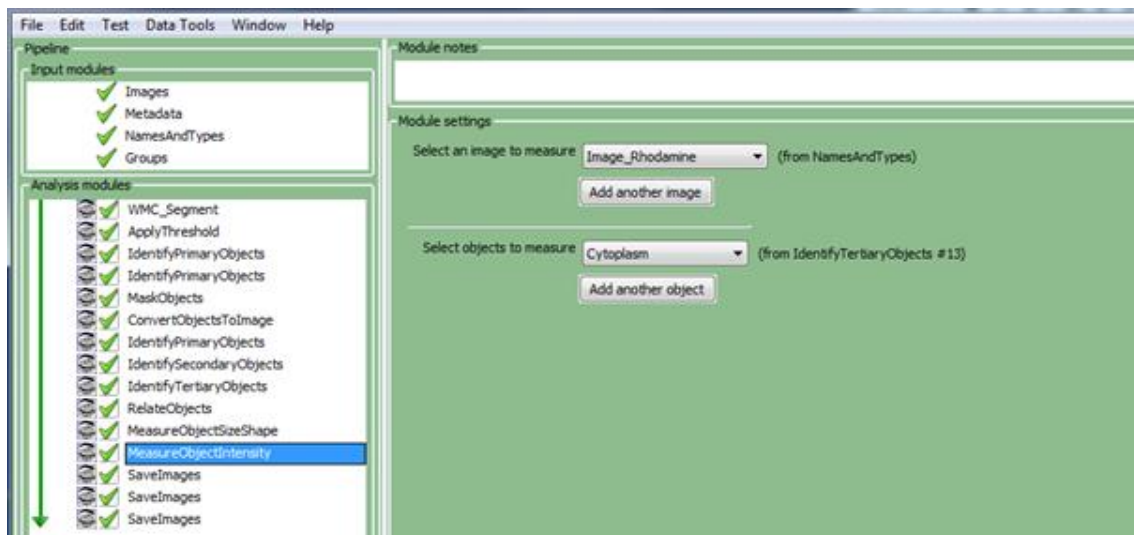 File Edit Test Data Tools Window Help
Pipeline
Input modules
Images
Metadata
NamesAndTypes
Groups
Analysis modules
WMC_Segment
ApplyThreshold
IdentifyPrimaryObjects
IdentifyPrimaryObjects
MaskObjects
ConvertObjectsToImage
IdentifyPrimaryObjects
IdentifySecondaryObjects
IdentifyTertiaryObjects
RelateObjects
MeasureObjectSizeShape
MeasureObjectIntensity
SaveImages
SaveImages
SaveImages
Module notes
Module settings
Select an image to measure Image_Rhodamine (from NamesAndTypes)
Add another image
Select objects to measure Cytoplasm (from IdentifyTertiaryObjects #13)
Add another object